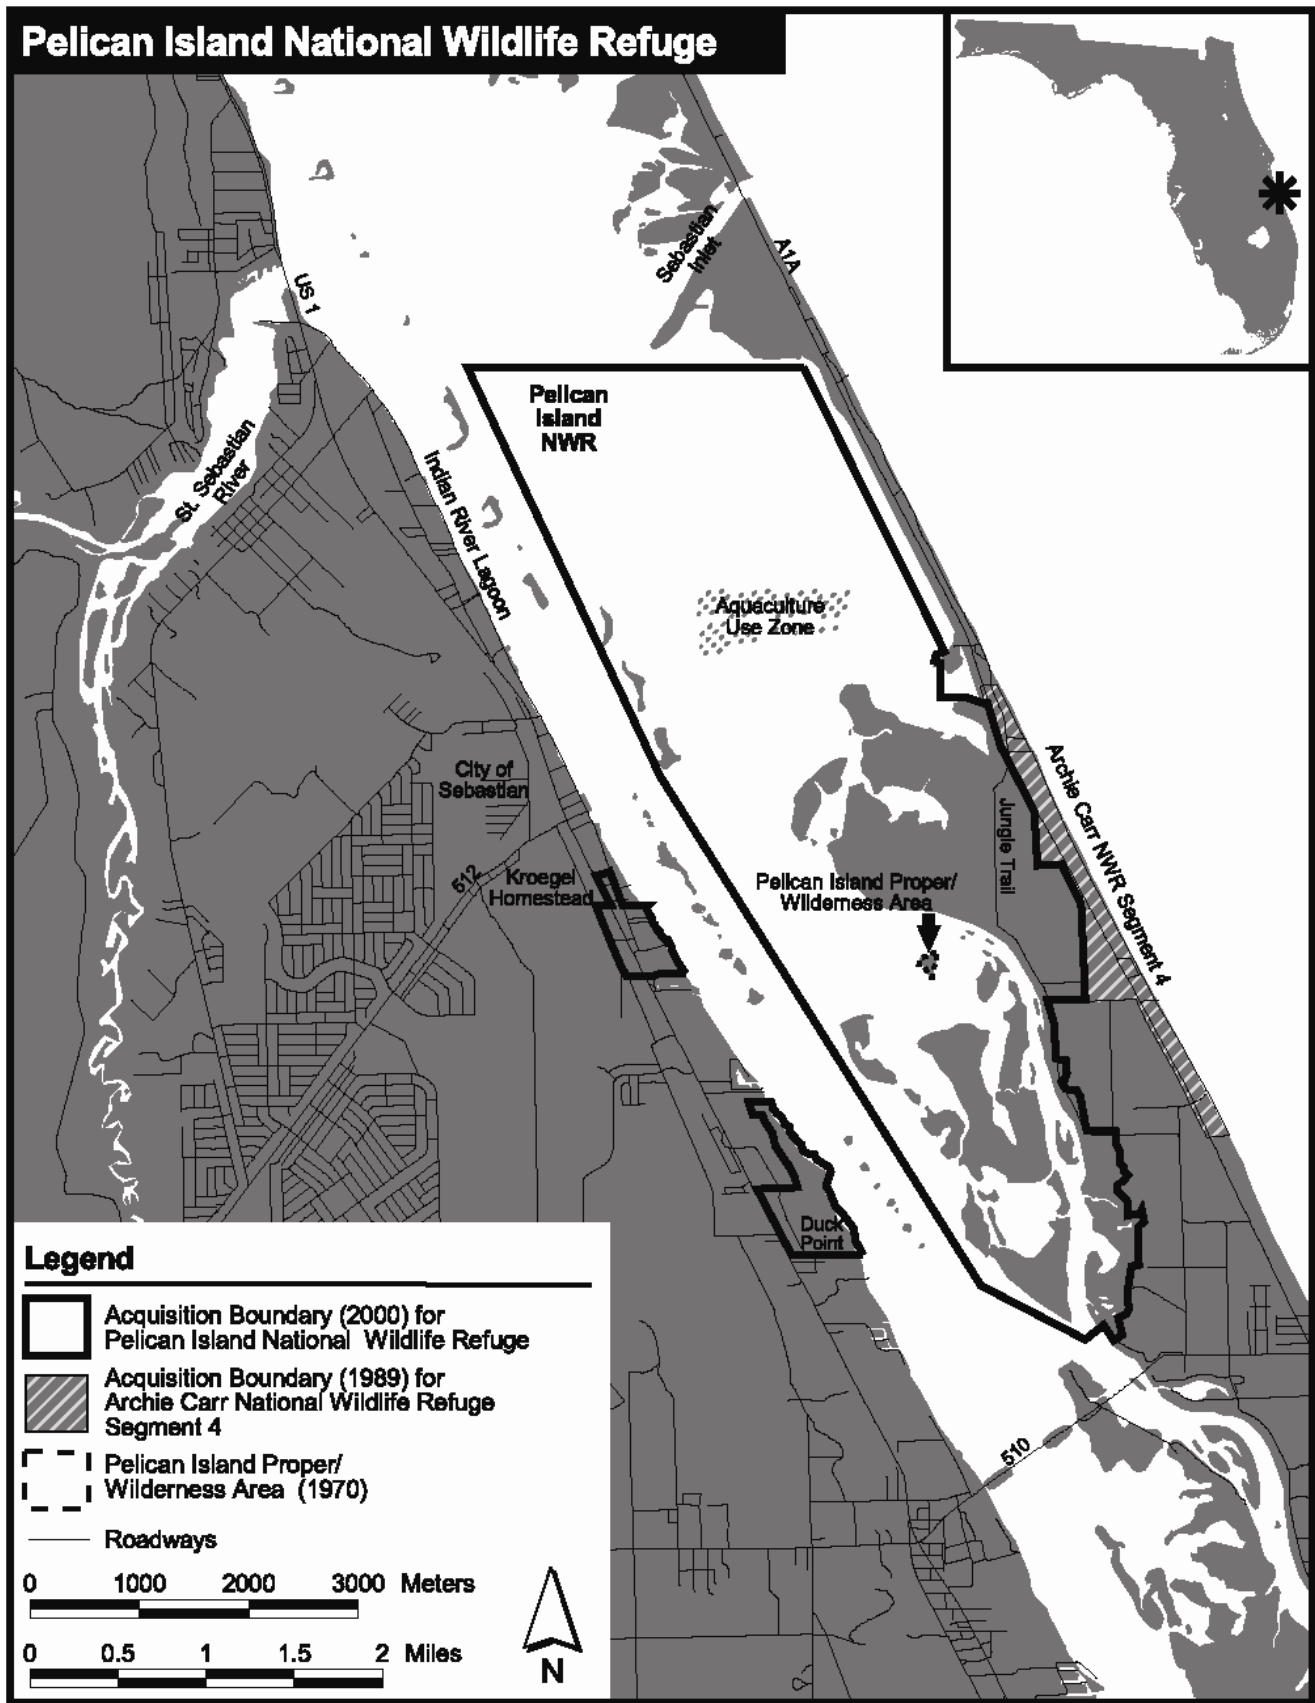 Pelican Island National Wildlife Refuge
Sebastian
Inlet
A1A
US 1
Pelican
Island
NWR
St. Sebastian
River
Indian River Lagoon
Aquaculture
Use Zone
City of
Sebastian
Archie Carr NWR Segment 4
Jungle Trail
512
Kroegel
Homestead
Pelican Island Proper/
Wilderness Area
Duck
Point
510
Legend
Acquisition Boundary (2000) for
Pelican Island National Wildlife Refuge
Acquisition Boundary (1989) for
Archie Carr National Wildlife Refuge
Segment 4
Pelican Island Proper/
Wilderness Area (1970)
Roadways
0 1000 2000 3000 Meters
0 0.5 1 1.5 2 Miles
N